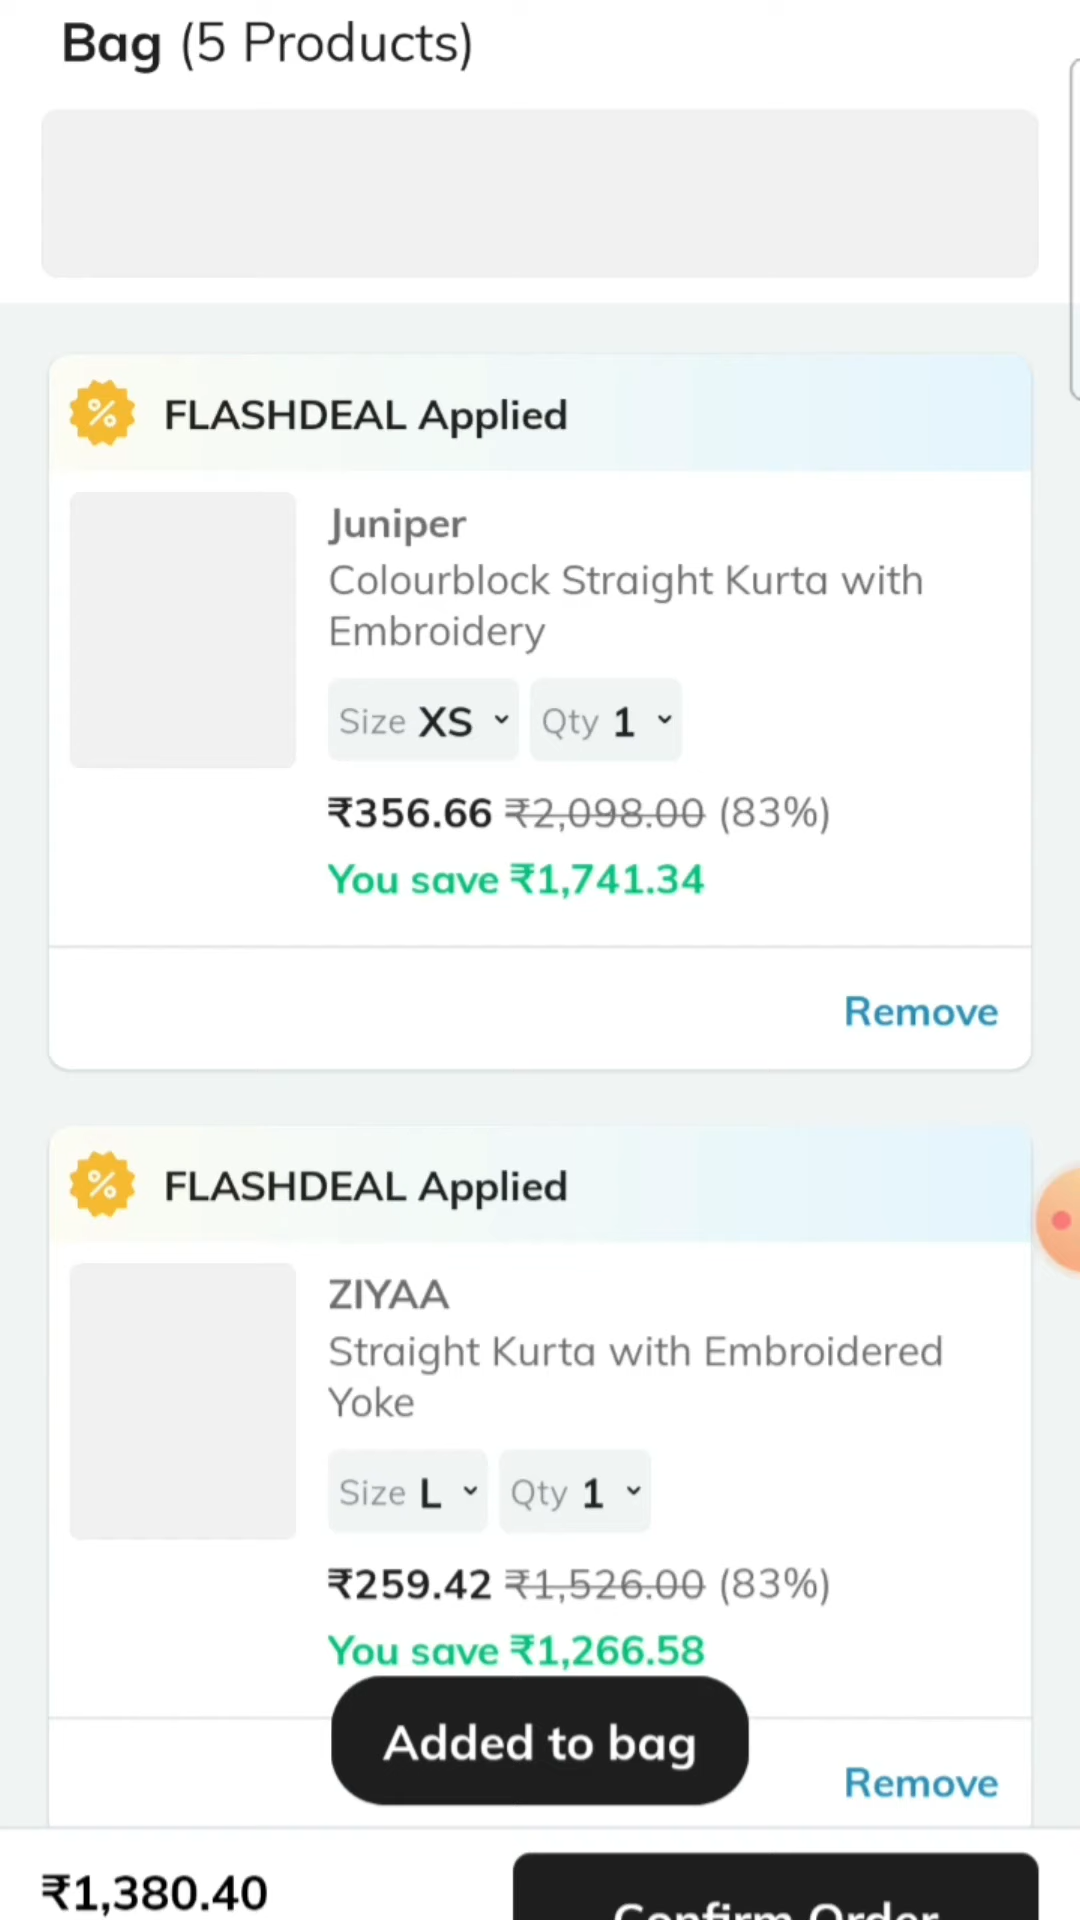 Bag (5 Products)
FLASHDEAL Applied
Juniper
Colourblock Straight Kurta with
Embroidery
Size XS Qty 1
₹356.66 ₹2,098.00 (83%)
You save ₹1,741.34
Remove
FLASHDEAL Applied
ZIYAA
Straight Kurta with Embroidered
Yoke
Size L Qty 1
₹259.42 ₹1,526.00 (83%)
You save ₹1,266.58
Added to bag
Remove
₹1,380.40
Confirm Order